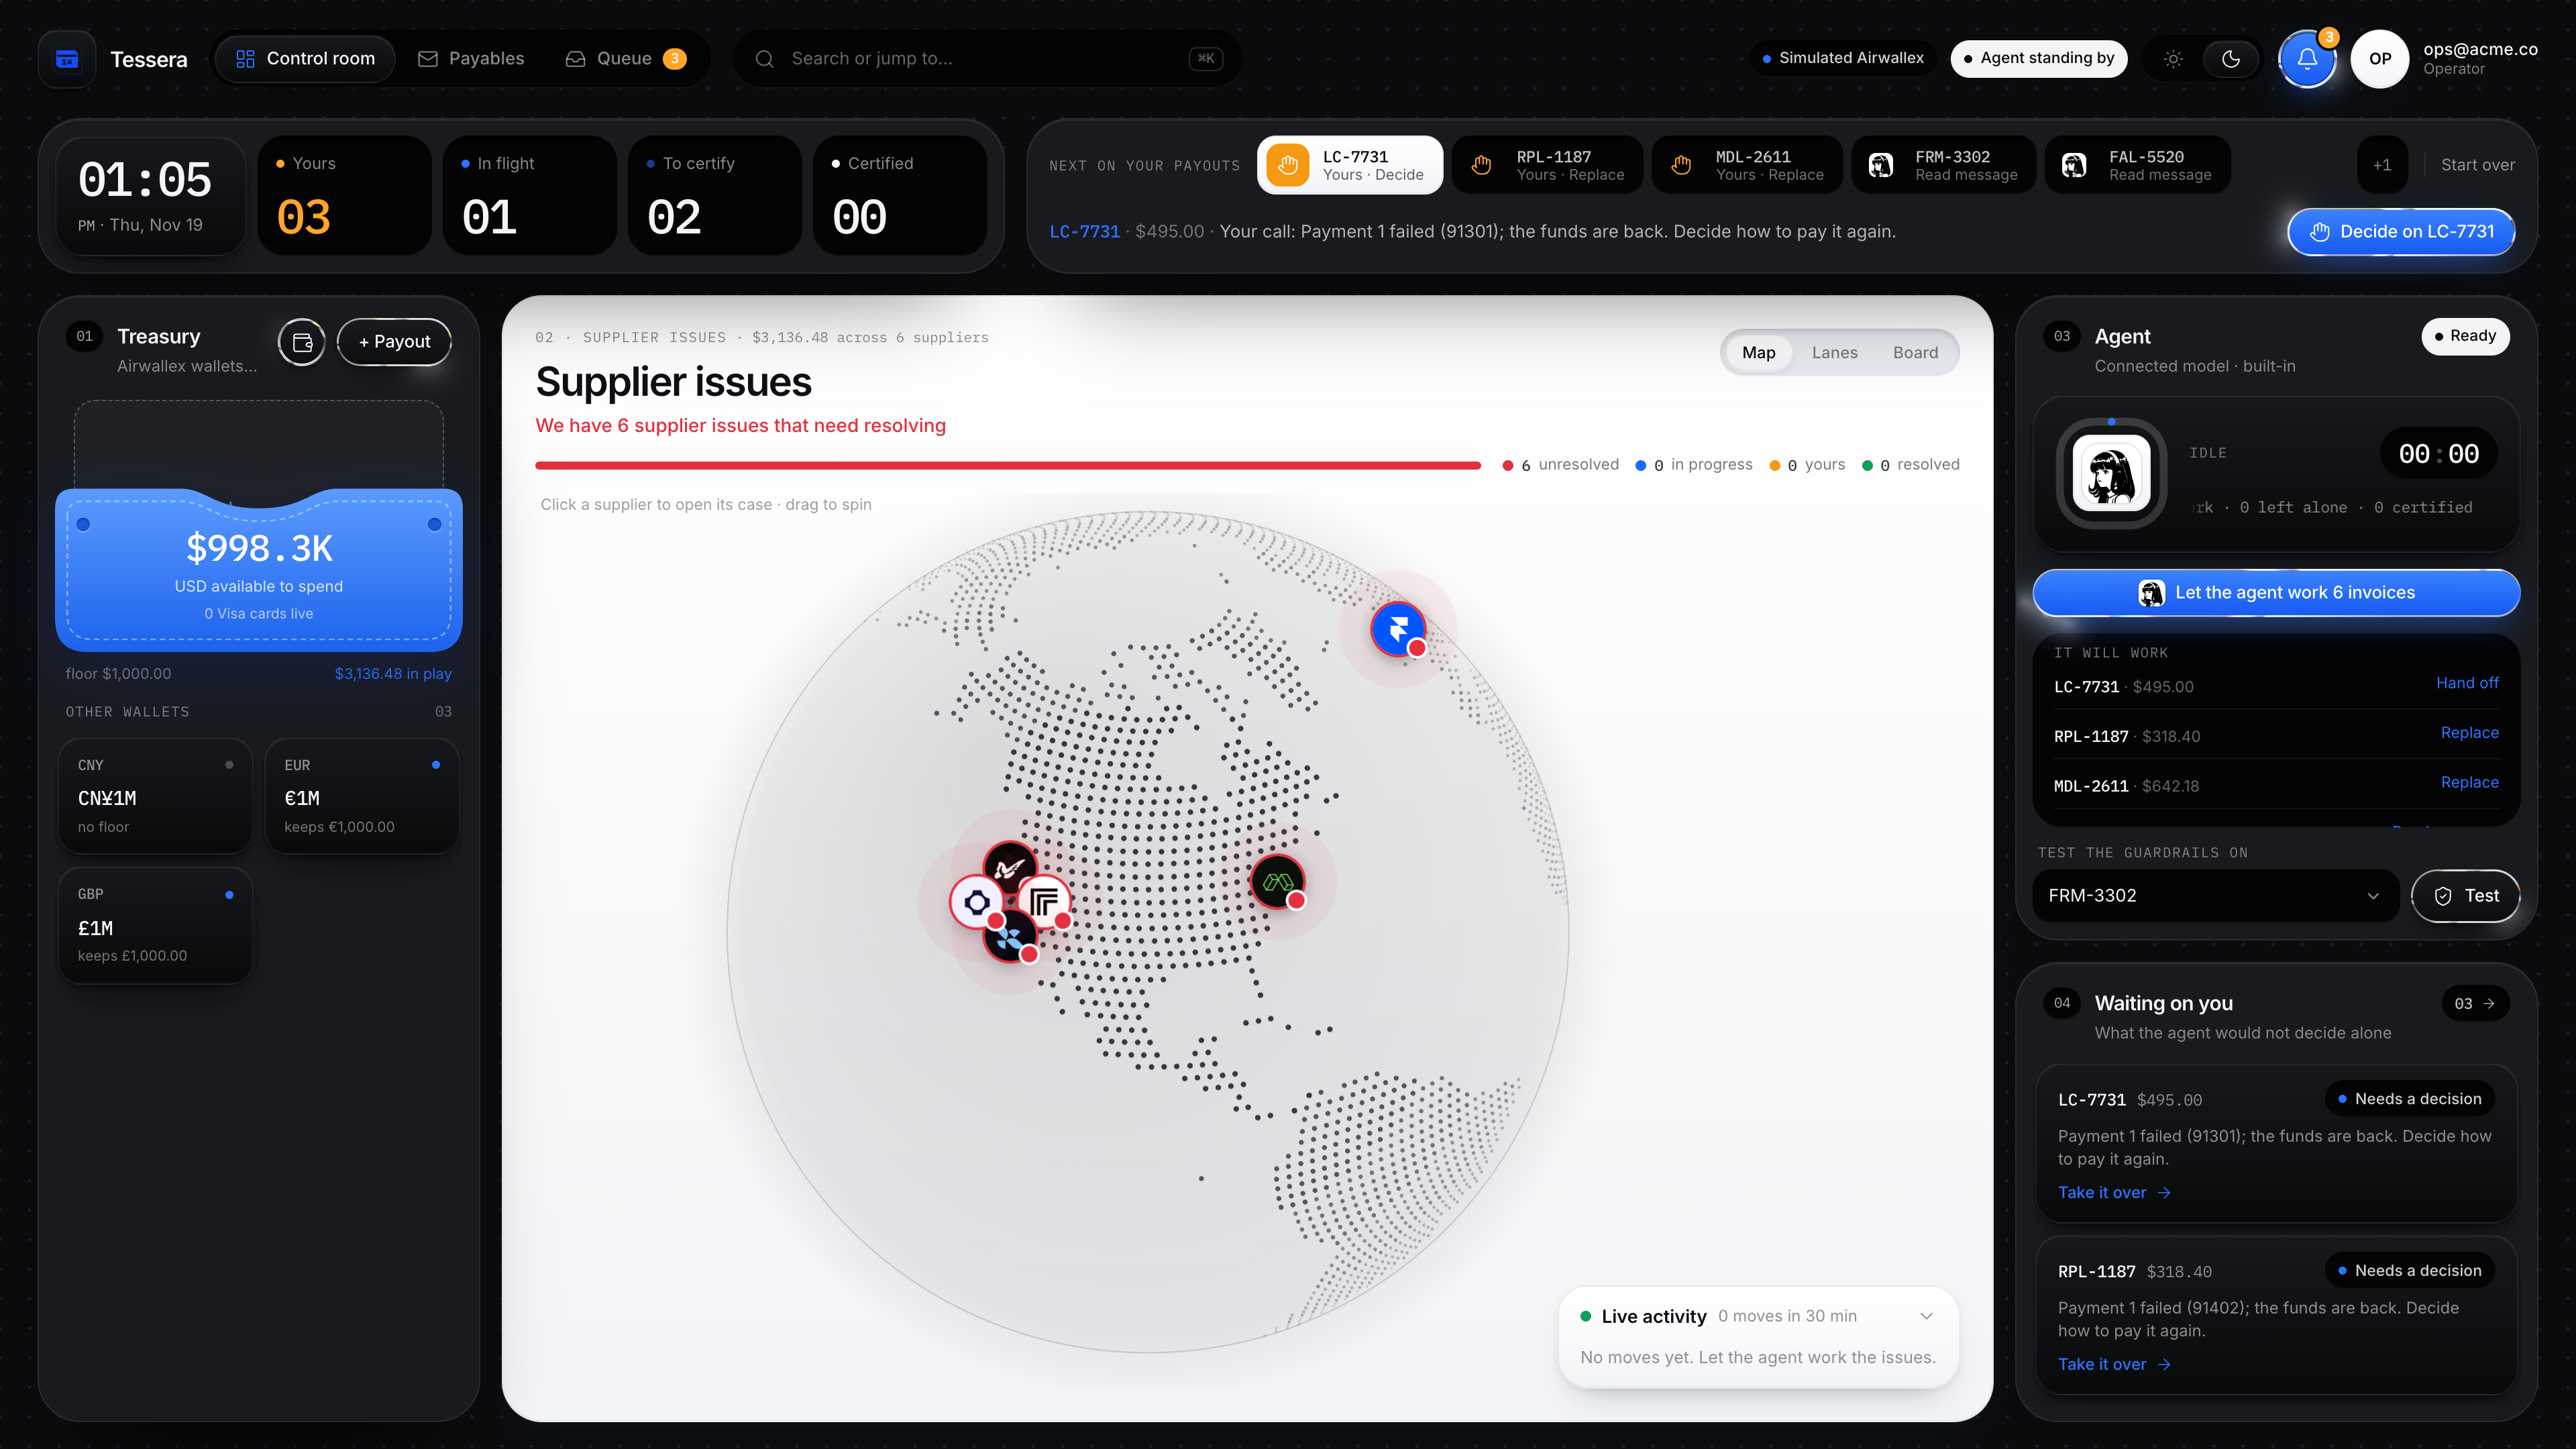 Tessera
Control room
Payables
Queue 3
Search or jump to...
⌘K
Simulated Airwallex
Agent standing by
3
OP
ops@acme.co
Operator
01:05
PM · Thu, Nov 19
Yours
03
In flight
01
To certify
02
Certified
00
NEXT ON YOUR PAYOUTS
LC-7731
Yours · Decide
RPL-1187
Yours · Replace
MDL-2611
Yours · Replace
FRM-3302
Read message
FAL-5520
Read message
+1
Start over
LC-7731 · $495.00 · Your call: Payment 1 failed (91301); the funds are back. Decide how to pay it again.
Decide on LC-7731
01
Treasury
Airwallex wallets...
+ Payout
$998.3K
USD available to spend
0 Visa cards live
floor $1,000.00
$3,136.48 in play
OTHER WALLETS
03
CNY
CN¥1M
no floor
EUR
€1M
keeps €1,000.00
GBP
£1M
keeps £1,000.00
02 · SUPPLIER ISSUES · $3,136.48 across 6 suppliers
Supplier issues
We have 6 supplier issues that need resolving
Map
Lanes
Board
6 unresolved
0 in progress
0 yours
0 resolved
Click a supplier to open its case · drag to spin
Live activity 0 moves in 30 min
No moves yet. Let the agent work the issues.
03
Agent
Connected model · built-in
Ready
IDLE
00:00
· 0 left alone · 0 certified
Let the agent work 6 invoices
IT WILL WORK
LC-7731 · $495.00
Hand off
RPL-1187 · $318.40
Replace
MDL-2611 · $642.18
Replace
TEST THE GUARDRAILS ON
FRM-3302
Test
04
Waiting on you
What the agent would not decide alone
03 →
LC-7731 $495.00
Needs a decision
Payment 1 failed (91301); the funds are back. Decide how
to pay it again.
Take it over →
RPL-1187 $318.40
Needs a decision
Payment 1 failed (91402); the funds are back. Decide
how to pay it again.
Take it over →